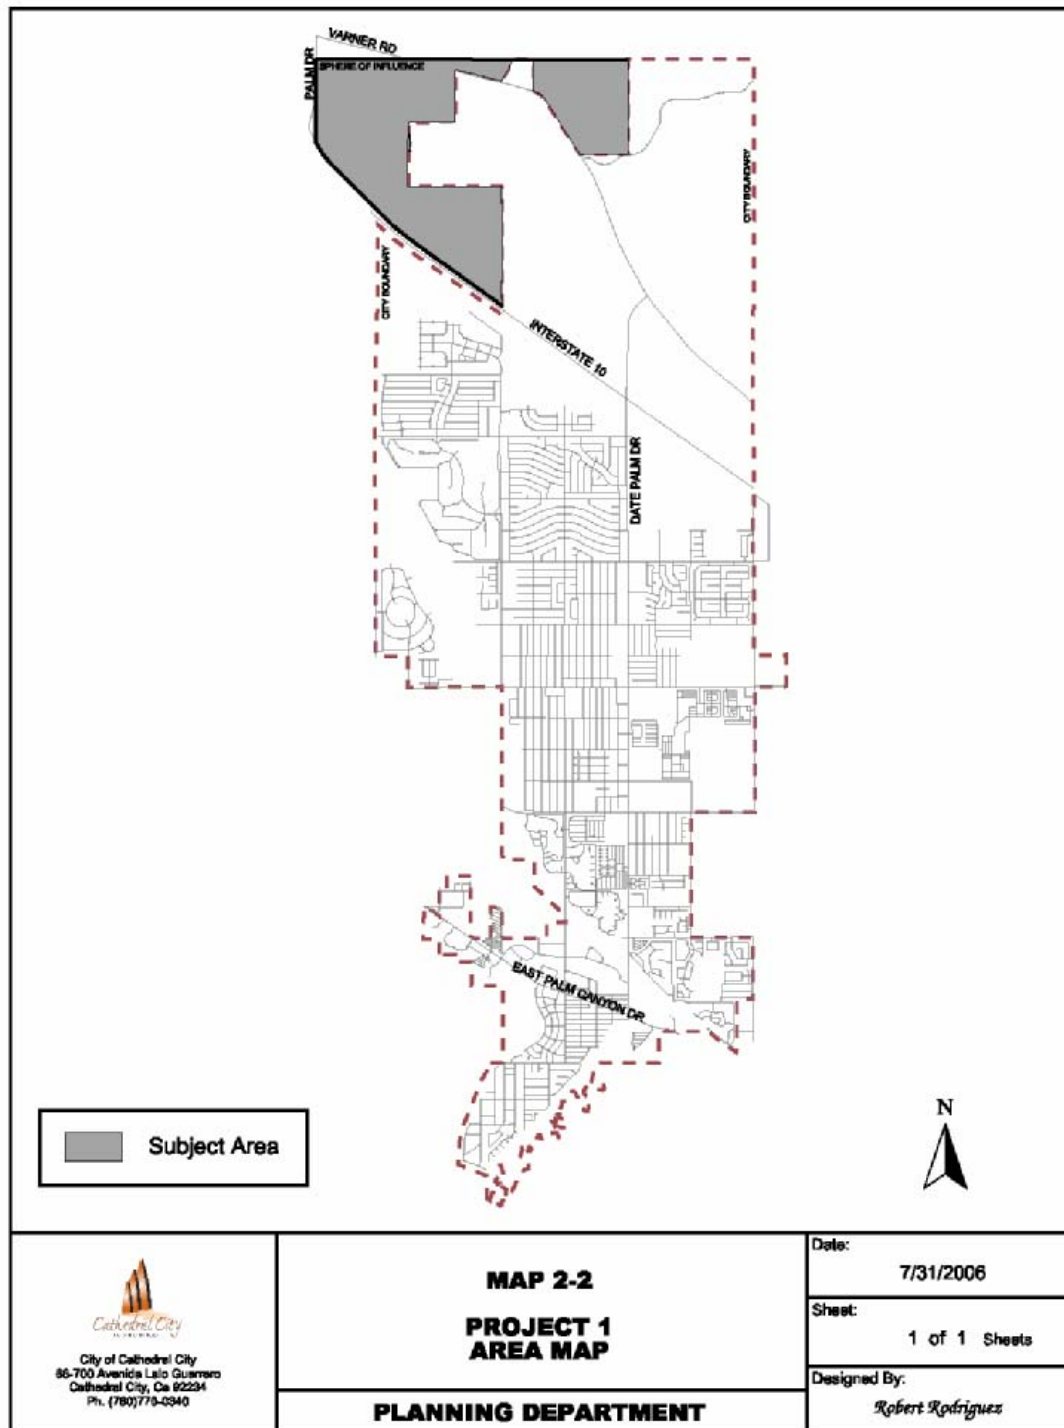 VARNER RD
SPHERE OF INFLUENCE
PALM DR
CITY BOUNDARY
CITY BOUNDARY
INTERSTATE 10
DATE PALM DR
EAST PALM CANYON DR
Subject Area
N
Cathedral City
City of Cathedral City
68-700 Avenida Lalo Guerrero
Cathedral City, Ca 92234
Ph. (760)770-0340
MAP 2-2
PROJECT 1
AREA MAP
PLANNING DEPARTMENT
Date:
7/31/2006
Sheet:
1 of 1 Sheets
Designed By:
Robert Rodriguez